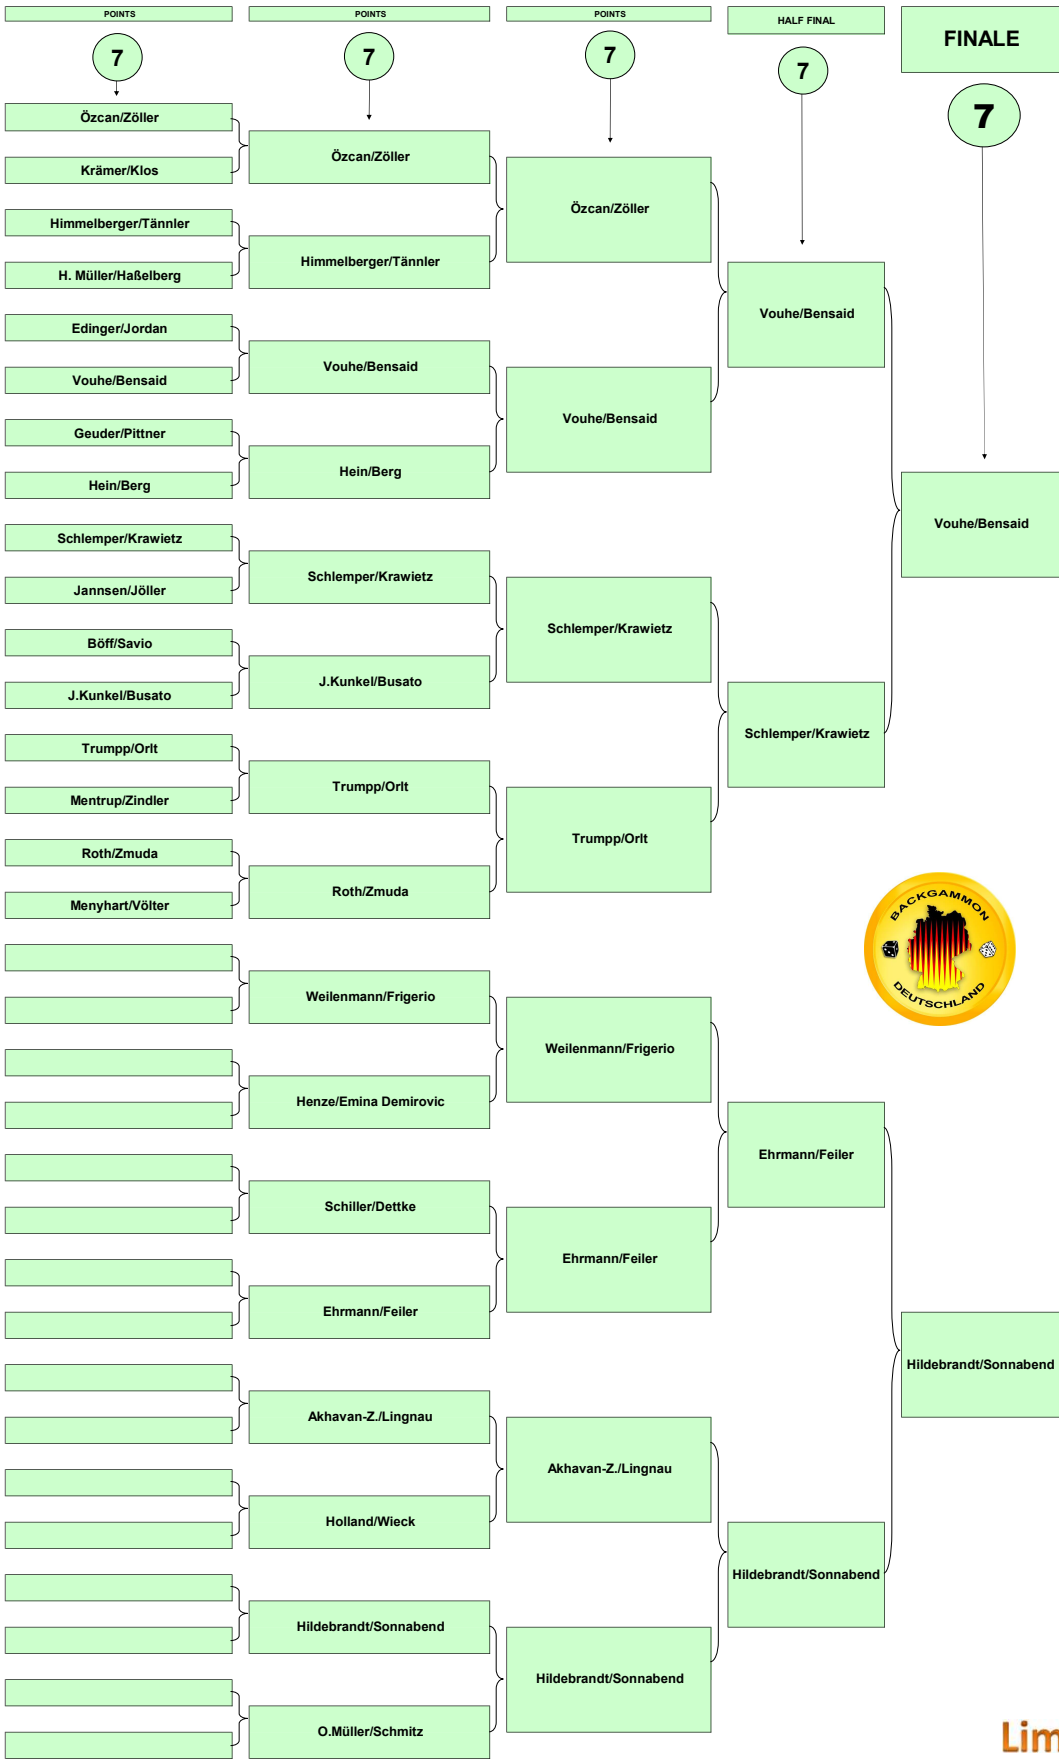 POINTS
POINTS
POINTS
HALF FINAL
FINALE
7
7
7
7
7
Özcan/Zöller
Krämer/Klos
Himmelberger/Tännler
H. Müller/Haßelberg
Edinger/Jordan
Vouhe/Bensaid
Geuder/Pittner
Hein/Berg
Schlemper/Krawietz
Jannsen/Jöller
Böff/Savio
J.Kunkel/Busato
Trumpp/Orlt
Mentrup/Zindler
Roth/Zmuda
Menyhart/Völter
Özcan/Zöller
Himmelberger/Tännler
Vouhe/Bensaid
Hein/Berg
Schlemper/Krawietz
J.Kunkel/Busato
Trumpp/Orlt
Roth/Zmuda
Weilenmann/Frigerio
Henze/Emina Demirovic
Schiller/Dettke
Ehrmann/Feiler
Akhavan-Z./Lingnau
Holland/Wieck
Hildebrandt/Sonnabend
O.Müller/Schmitz
Özcan/Zöller
Vouhe/Bensaid
Schlemper/Krawietz
Trumpp/Orlt
Weilenmann/Frigerio
Ehrmann/Feiler
Akhavan-Z./Lingnau
Hildebrandt/Sonnabend
Vouhe/Bensaid
Schlemper/Krawietz
Ehrmann/Feiler
Hildebrandt/Sonnabend
Vouhe/Bensaid
Hildebrandt/Sonnabend
BACKGAMMON
DEUTSCHLAND
Lim